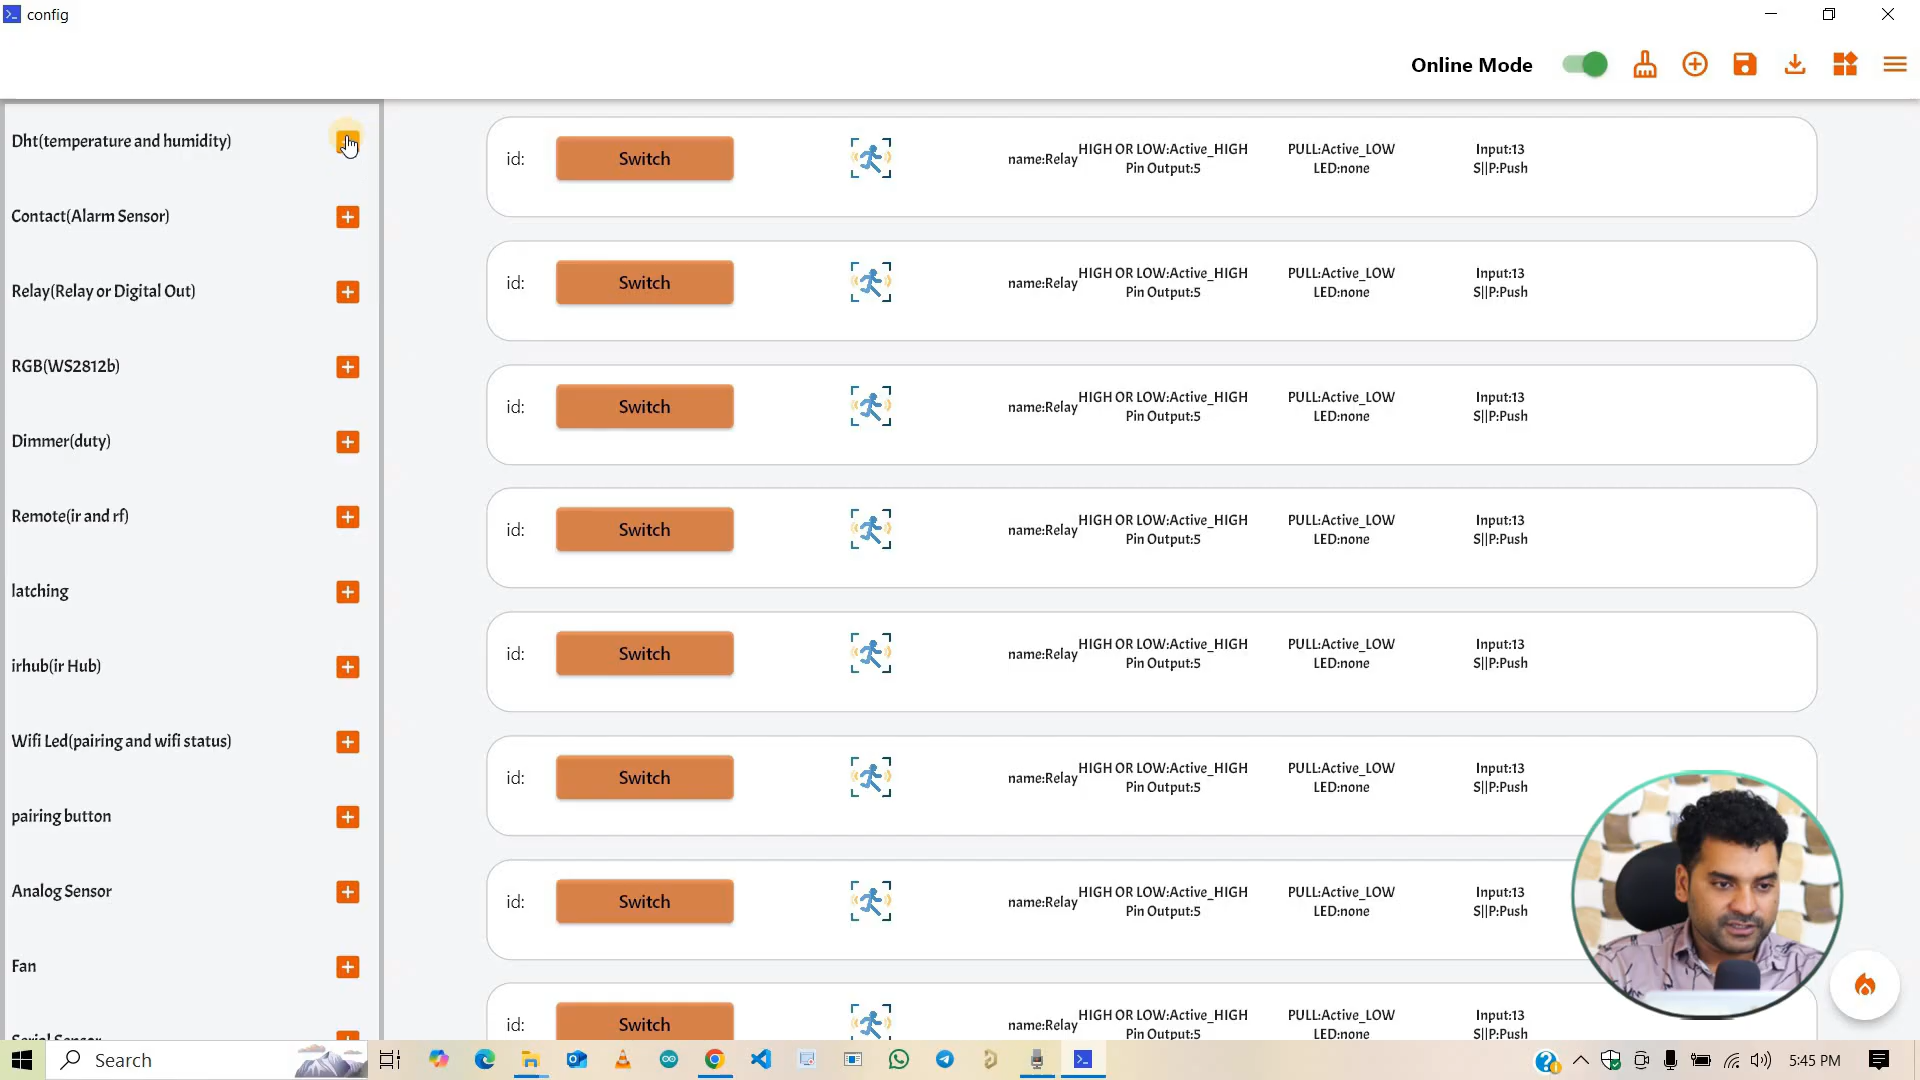 config
Online Mode
Dht(temperature and humidity)
Contact(Alarm Sensor)
Relay(Relay or Digital Out)
RGB(WS2812b)
Dimmer(duty)
Remote(ir and rf)
latching
irhub(ir Hub)
Wifi Led(pairing and wifi status)
pairing button
Analog Sensor
Fan
Serial Sensor
id: Switch name:Relay HIGH OR LOW:Active_HIGH PULL:Active_LOW Input:13
Pin Output:5 LED:none S||P:Push
id: Switch name:Relay HIGH OR LOW:Active_HIGH PULL:Active_LOW Input:13
Pin Output:5 LED:none S||P:Push
id: Switch name:Relay HIGH OR LOW:Active_HIGH PULL:Active_LOW Input:13
Pin Output:5 LED:none S||P:Push
id: Switch name:Relay HIGH OR LOW:Active_HIGH PULL:Active_LOW Input:13
Pin Output:5 LED:none S||P:Push
id: Switch name:Relay HIGH OR LOW:Active_HIGH PULL:Active_LOW Input:13
Pin Output:5 LED:none S||P:Push
id: Switch name:Relay HIGH OR LOW:Active_HIGH PULL:Active_LOW Input:13
Pin Output:5 LED:none S||P:Push
id: Switch name:Relay HIGH OR LOW:Active_HIGH PULL:Active_LOW Input:13
Pin Output:5 LED:none S||P:Push
id: Switch name:Relay HIGH OR LOW:Active_HIGH PULL:Active_LOW Input:13
Pin Output:5 LED:none S||P:Push
Search
5:45 PM